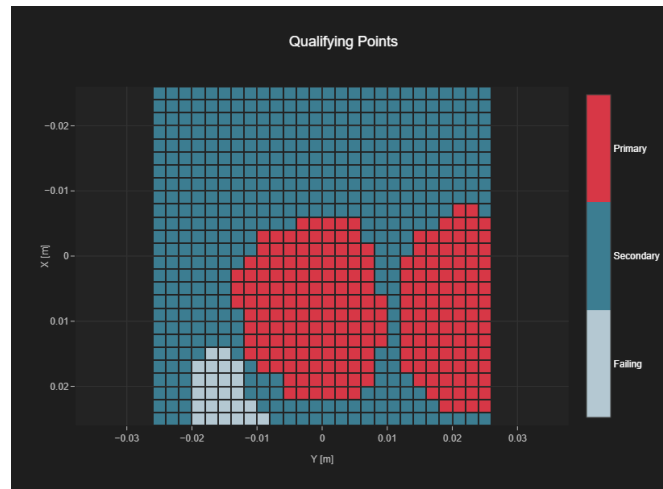 Qualifying Points
−0.02
−0.01
0
0.01
0.02
X [m]
−0.03
−0.02
−0.01
0
0.01
0.02
0.03
Y [m]
Primary
Secondary
Failing